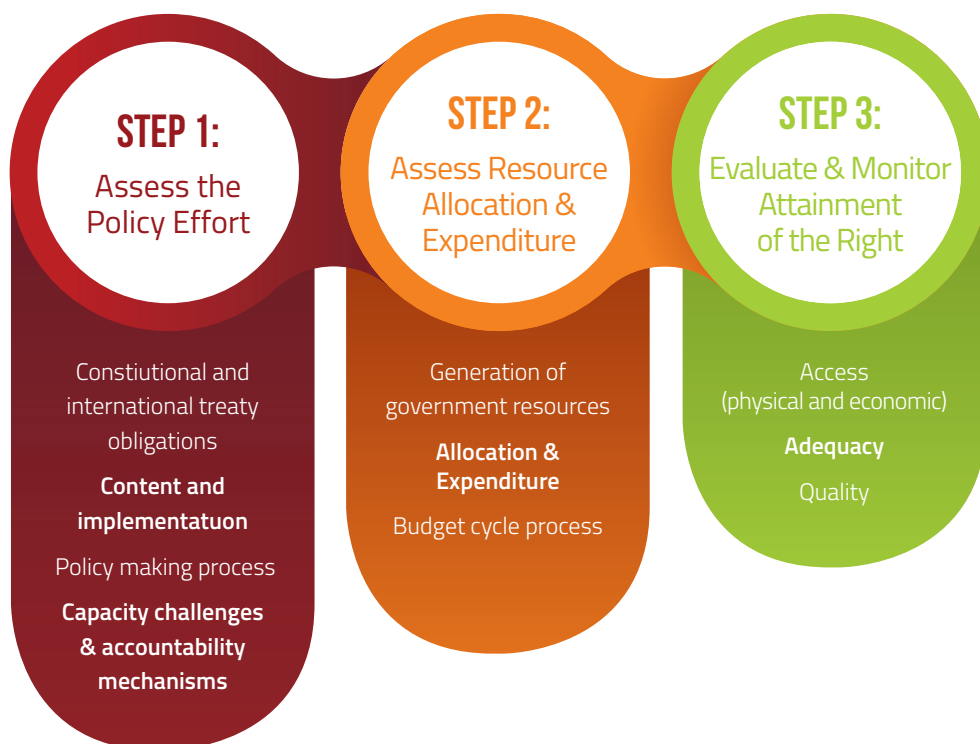 STEP 1:
Assess the
Policy Effort
Constiutional and
international treaty
obligations
Content and
implementatuon
Policy making process
Capacity challenges
& accountability
mechanisms
STEP 2:
Assess Resource
Allocation &
Expenditure
Generation of
government resources
Allocation &
Expenditure
Budget cycle process
STEP 3:
Evaluate & Monitor
Attainment
of the Right
Access
(physical and economic)
Adequacy
Quality